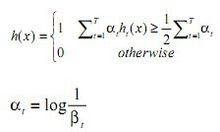 h(x) = { 1 ∑_{t=1}^{T} α_t h_t(x) ≥ 1/2 ∑_{t=1}^{T} α_t
0 otherwise
α_t = log 1/β_t